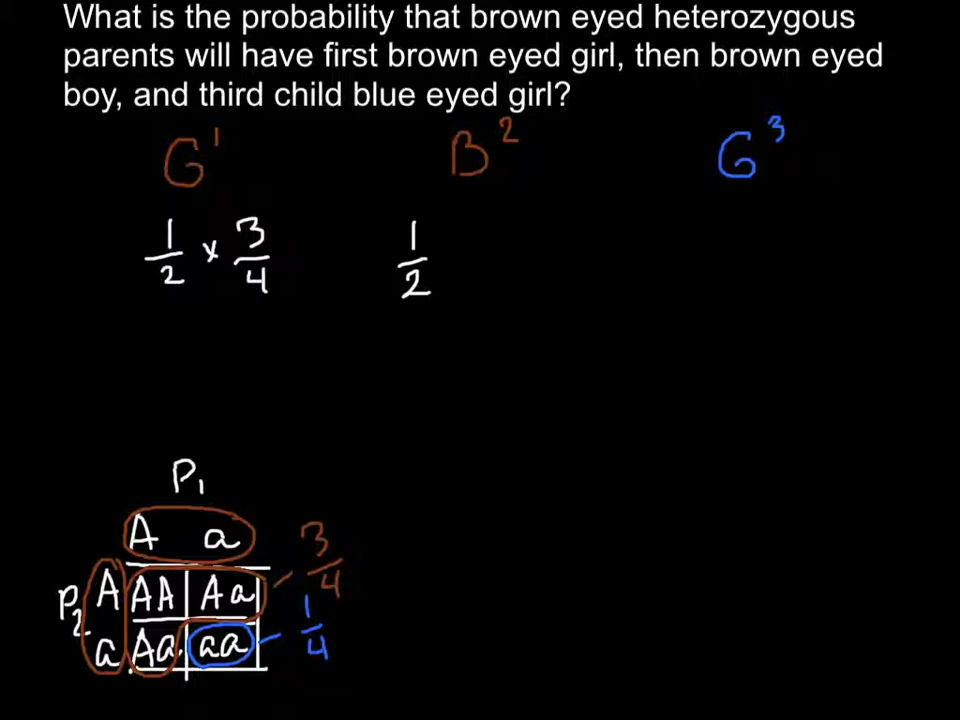 What is the probability that brown eyed heterozygous
parents will have first brown eyed girl, then brown eyed
boy, and third child blue eyed girl?
G¹ B² G³
1/2 x 3/4 1/2
P₁
A a
P₂ A AA Aa 3/4
a Aa aa 1/4